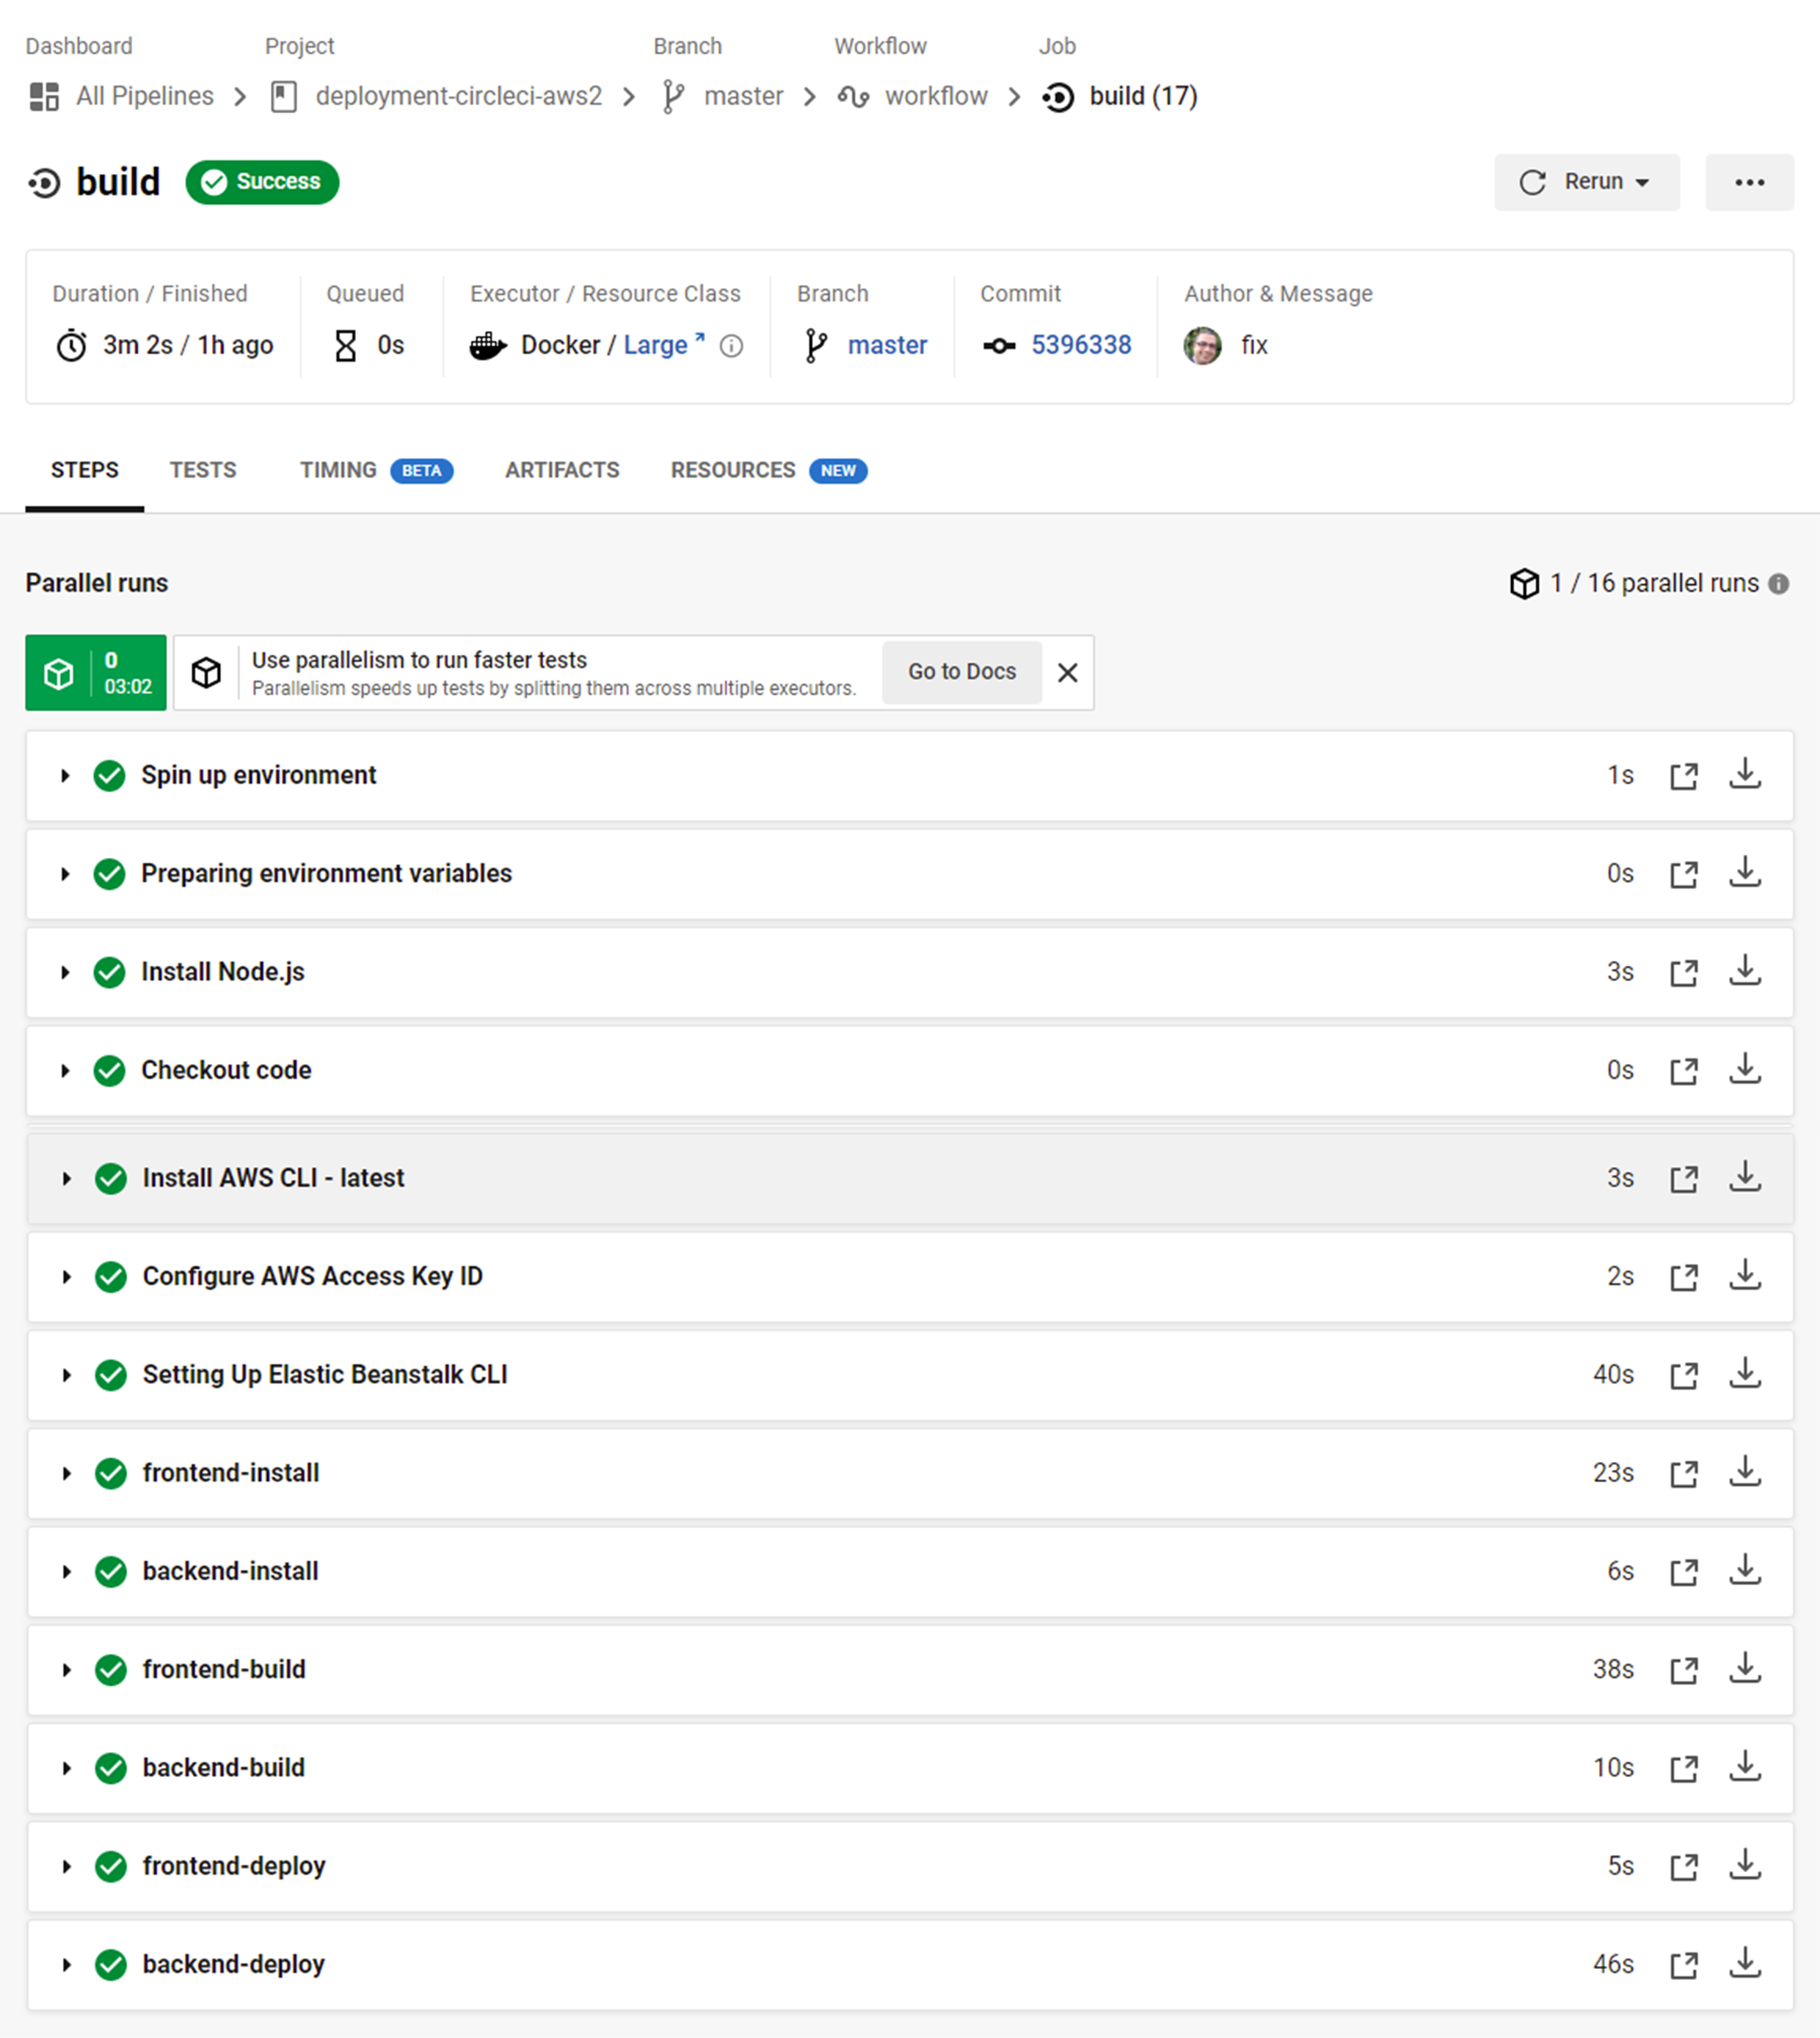 Dashboard Project Branch Workflow Job
All Pipelines deployment-circleci-aws2 master workflow build (17)
build Success Rerun
Duration / Finished Queued Executor / Resource Class Branch Commit Author & Message
3m 2s / 1h ago 0s Docker / Large master 5396338 fix
STEPS TESTS TIMING BETA ARTIFACTS RESOURCES NEW
Parallel runs 1 / 16 parallel runs
0
03:02
Use parallelism to run faster tests
Parallelism speeds up tests by splitting them across multiple executors.
Go to Docs
Spin up environment 1s
Preparing environment variables 0s
Install Node.js 3s
Checkout code 0s
Install AWS CLI - latest 3s
Configure AWS Access Key ID 2s
Setting Up Elastic Beanstalk CLI 40s
frontend-install 23s
backend-install 6s
frontend-build 38s
backend-build 10s
frontend-deploy 5s
backend-deploy 46s